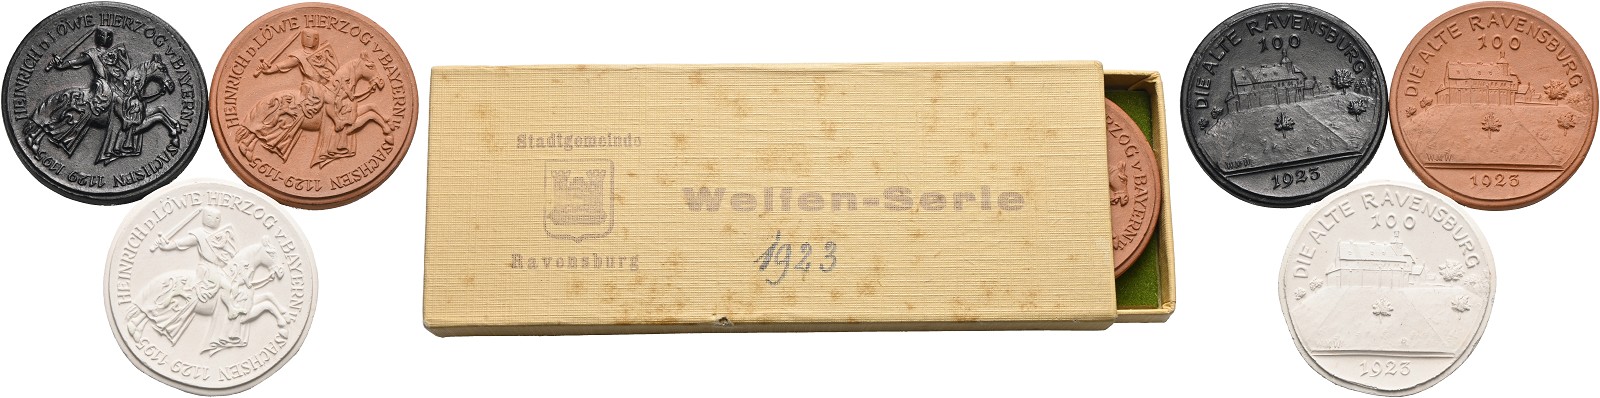 HEINRICH D. LÖWE HERZOG v BAYERN u. SACHSEN 1129-1195
HEINRICH D. LÖWE HERZOG v BAYERN u. SACHSEN 1129-1195
HEINRICH D. LÖWE HERZOG v BAYERN u. SACHSEN 1129-1195
Stadtgemeinde
Ravensburg
Welfen-Serie
1923
HERZOG v BAYERN u.
DIE ALTE RAVENSBURG
100
1923
DIE ALTE RAVENSBURG
100
1923
DIE ALTE RAVENSBURG
100
1923